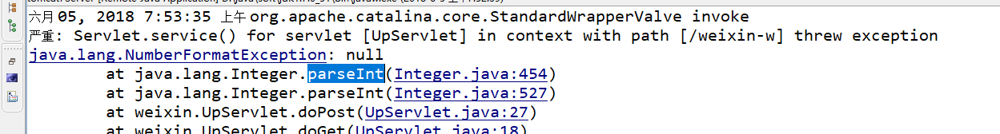 六月 05, 2018 7:53:35 上午 org.apache.catalina.core.StandardWrapperValve invoke
严重: Servlet.service() for servlet [UpServlet] in context with path [/weixin-w] threw exception
java.lang.NumberFormatException: null
at java.lang.Integer.parseInt(Integer.java:454)
at java.lang.Integer.parseInt(Integer.java:527)
at weixin.UpServlet.doPost(UpServlet.java:27)
at weixin.UpServlet.doGet(UpServlet.java:18)